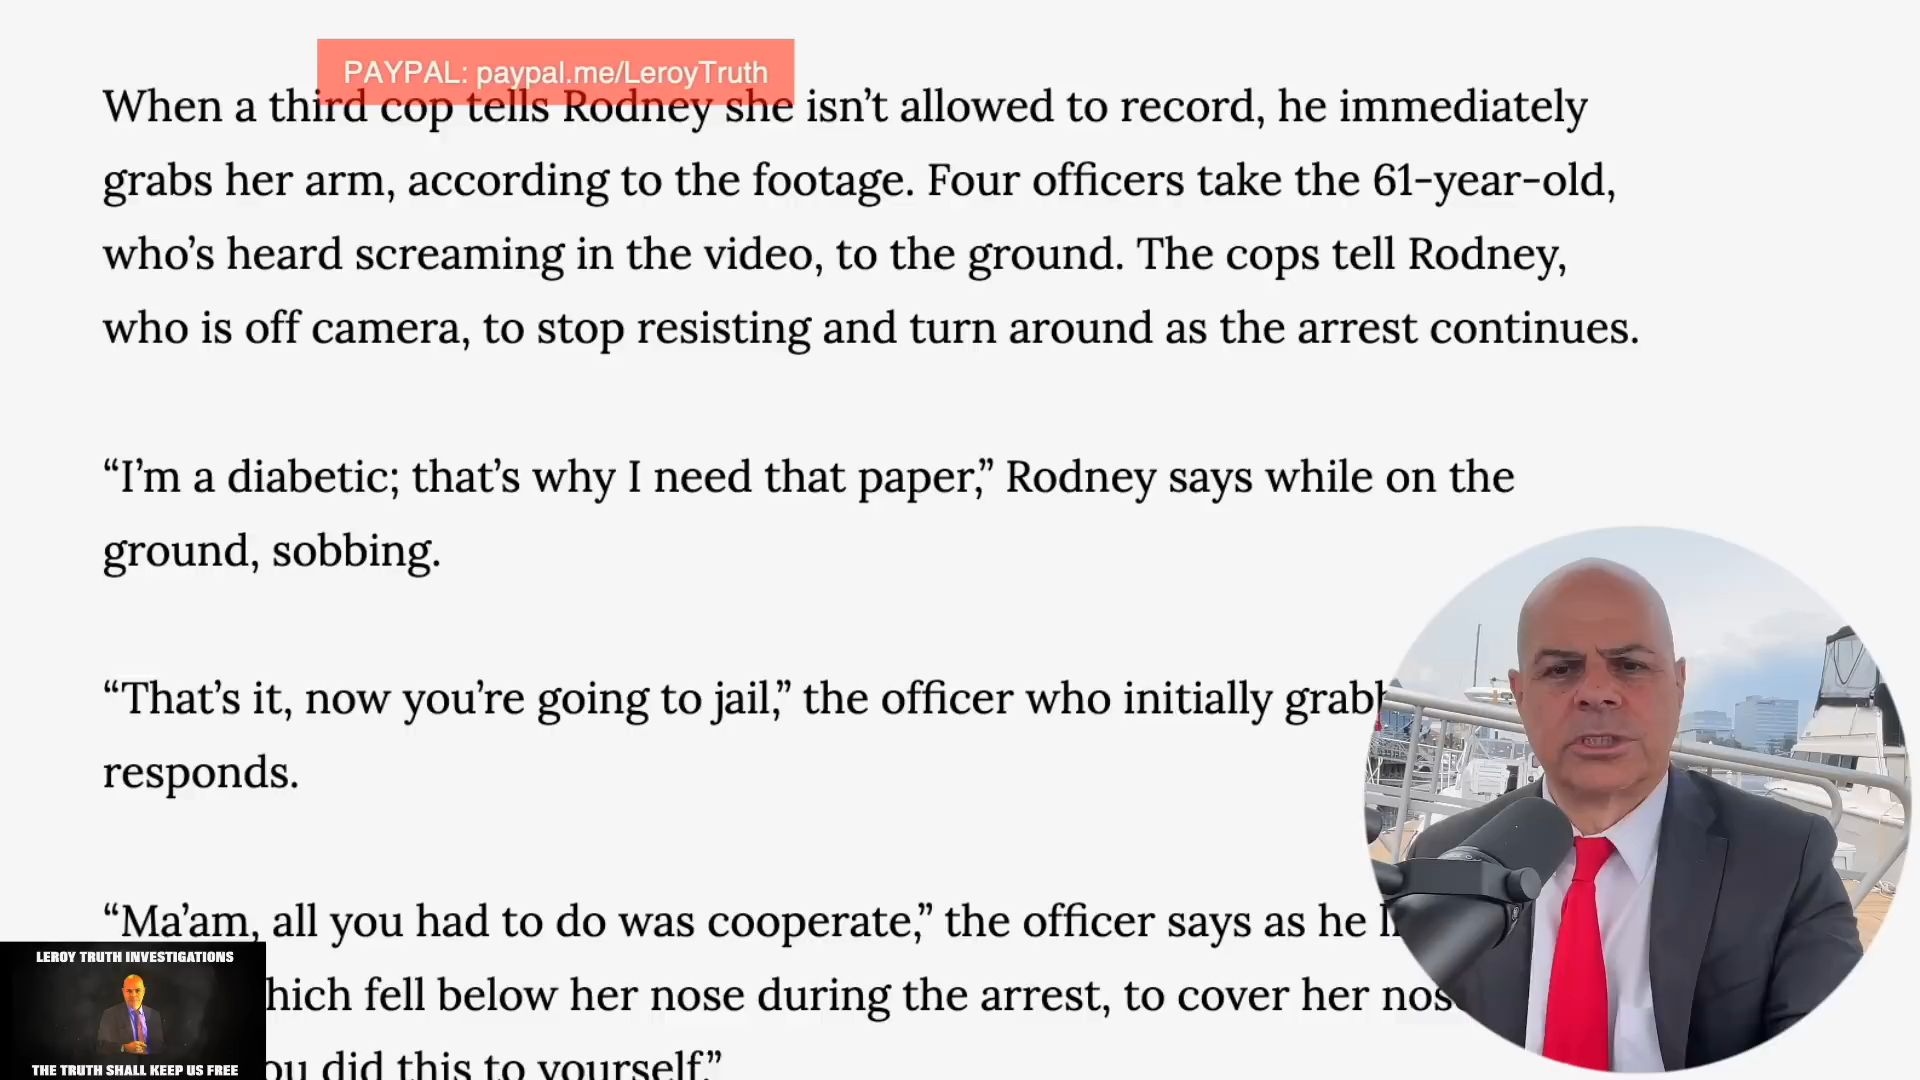 PAYPAL: paypal.me/LeroyTruth
When a third cop tells Rodney she isn’t allowed to record, he immediately
grabs her arm, according to the footage. Four officers take the 61-year-old,
who’s heard screaming in the video, to the ground. The cops tell Rodney,
who is off camera, to stop resisting and turn around as the arrest continues.
“I’m a diabetic; that’s why I need that paper,” Rodney says while on the
ground, sobbing.
“That’s it, now you’re going to jail,” the officer who initially grabb
responds.
“Ma’am, all you had to do was cooperate,” the officer says as he
hich fell below her nose during the arrest, to cover her nos
ou did this to yourself.”
LEROY TRUTH INVESTIGATIONS
THE TRUTH SHALL KEEP US FREE